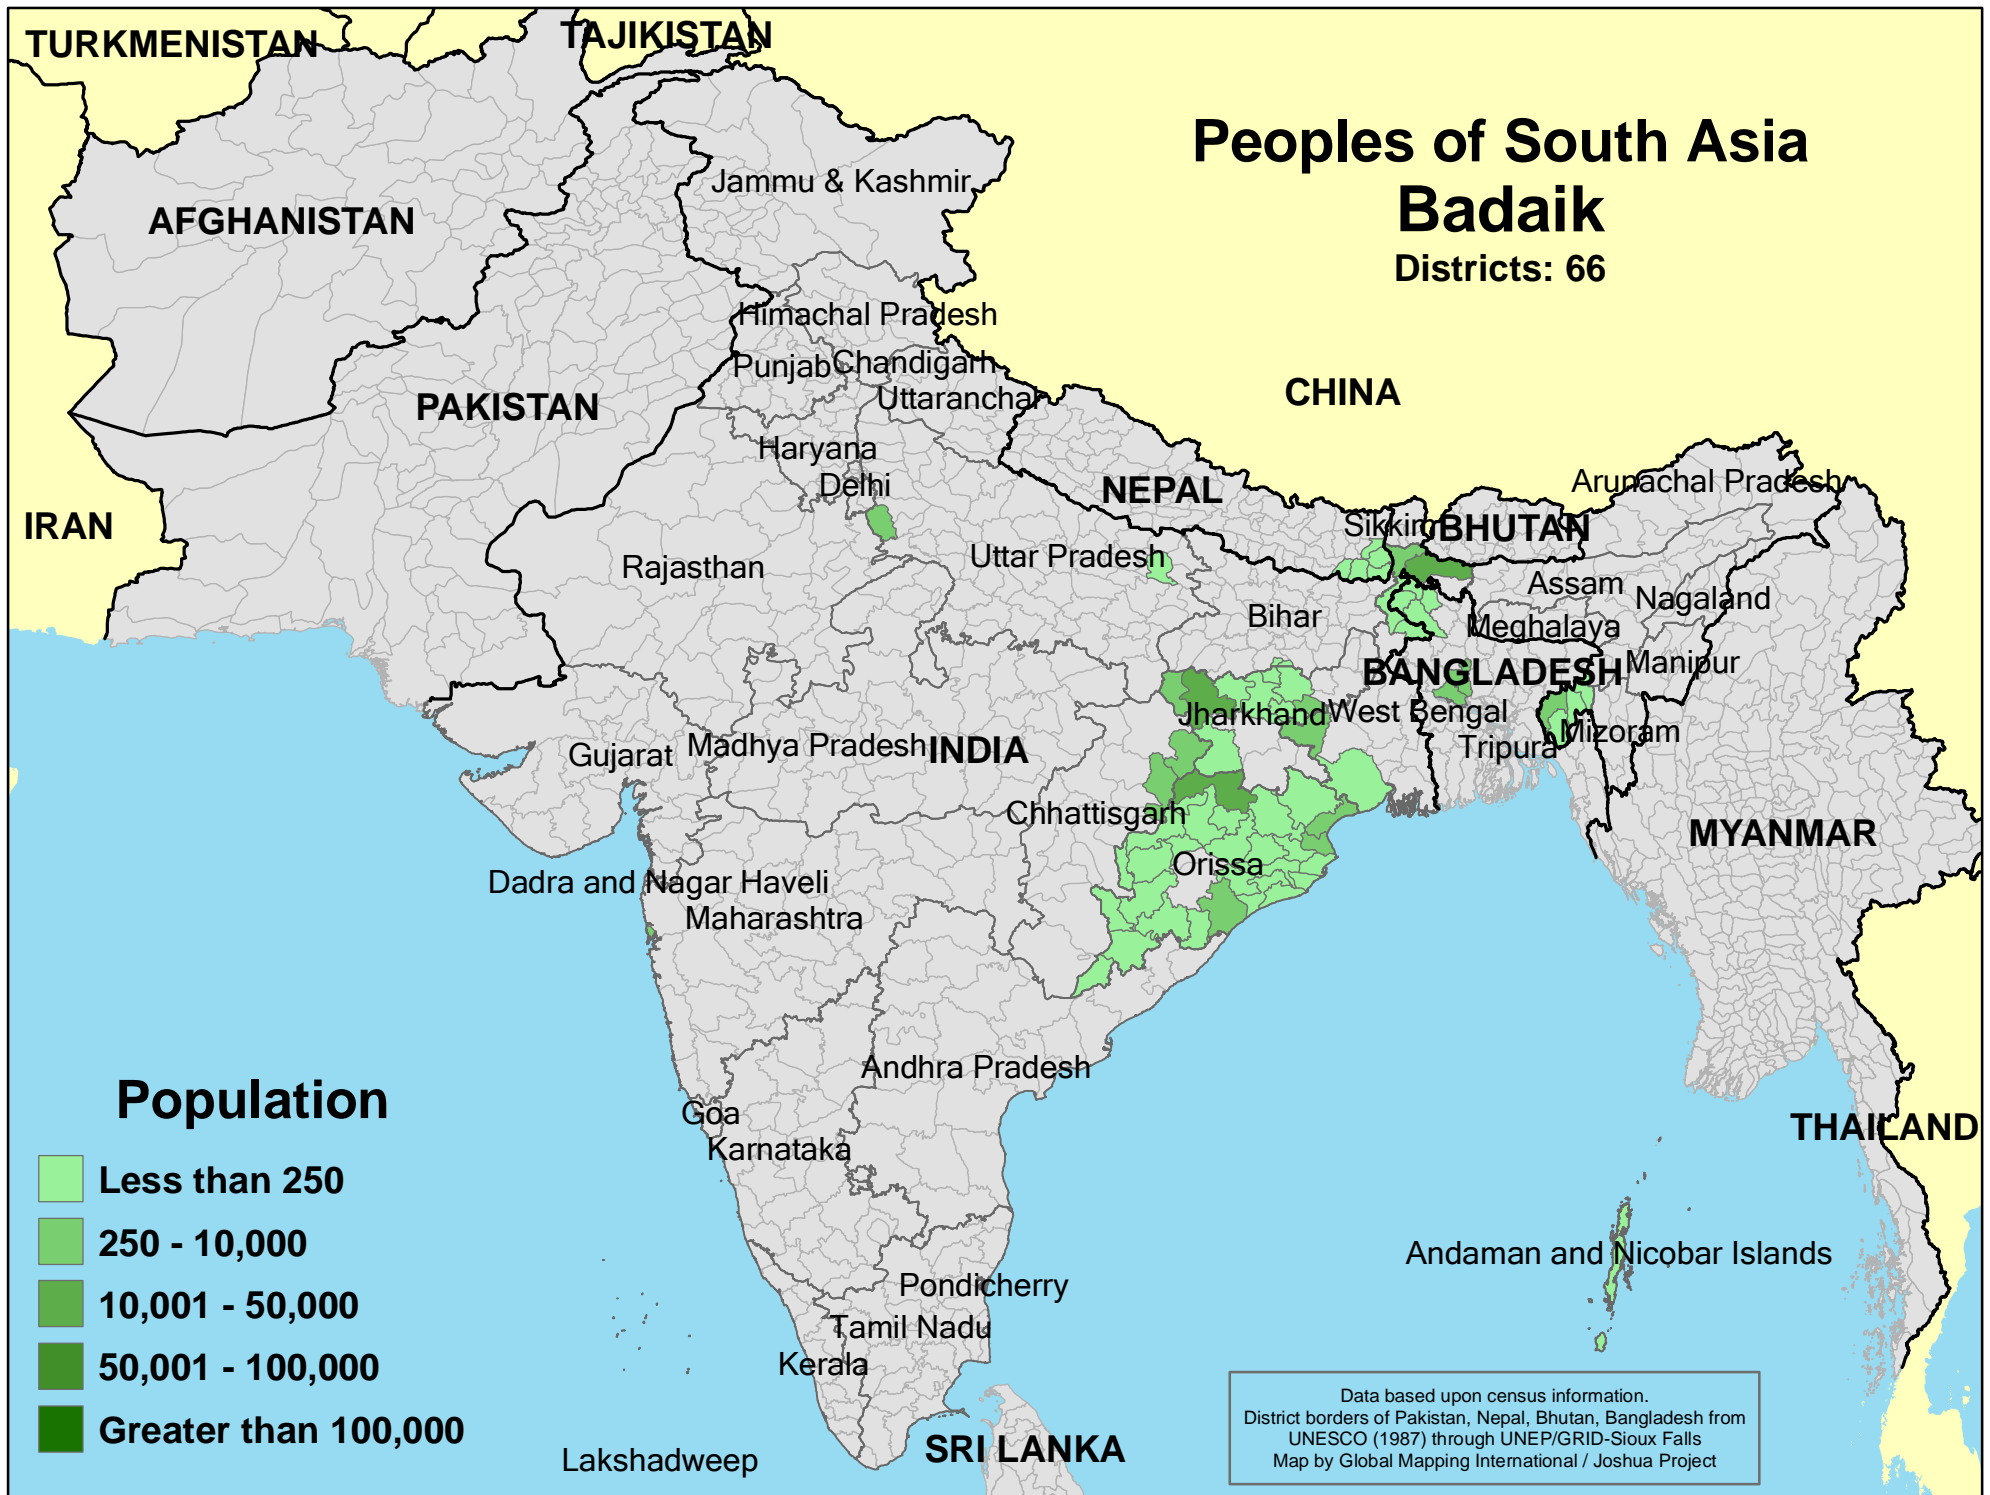 TURKMENISTAN
TAJIKISTAN
Peoples of South Asia
Badaik
Districts: 66
Jammu & Kashmir
AFGHANISTAN
Himachal Pradesh
Punjab
Chandigarh
CHINA
Uttaranchal
PAKISTAN
Haryana
Delhi
NEPAL
Arunachal Pradesh
IRAN
Sikkim
BHUTAN
Rajasthan
Uttar Pradesh
Assam
Nagaland
Bihar
Meghalaya
BANGLADESH
Manipur
Jharkhand
West Bengal
Gujarat
Madhya Pradesh
INDIA
Tripura
Mizoram
Chhattisgarh
MYANMAR
Orissa
Dadra and Nagar Haveli
Maharashtra
Andhra Pradesh
Population
Goa
THAILAND
Karnataka
Less than 250
250 - 10,000
Andaman and Nicobar Islands
Pondicherry
10,001 - 50,000
Tamil Nadu
Kerala
50,001 - 100,000
Greater than 100,000
Lakshadweep
SRI LANKA
Data based upon census information.
District borders of Pakistan, Nepal, Bhutan, Bangladesh from
UNESCO (1987) through UNEP/GRID-Sioux Falls
Map by Global Mapping International / Joshua Project